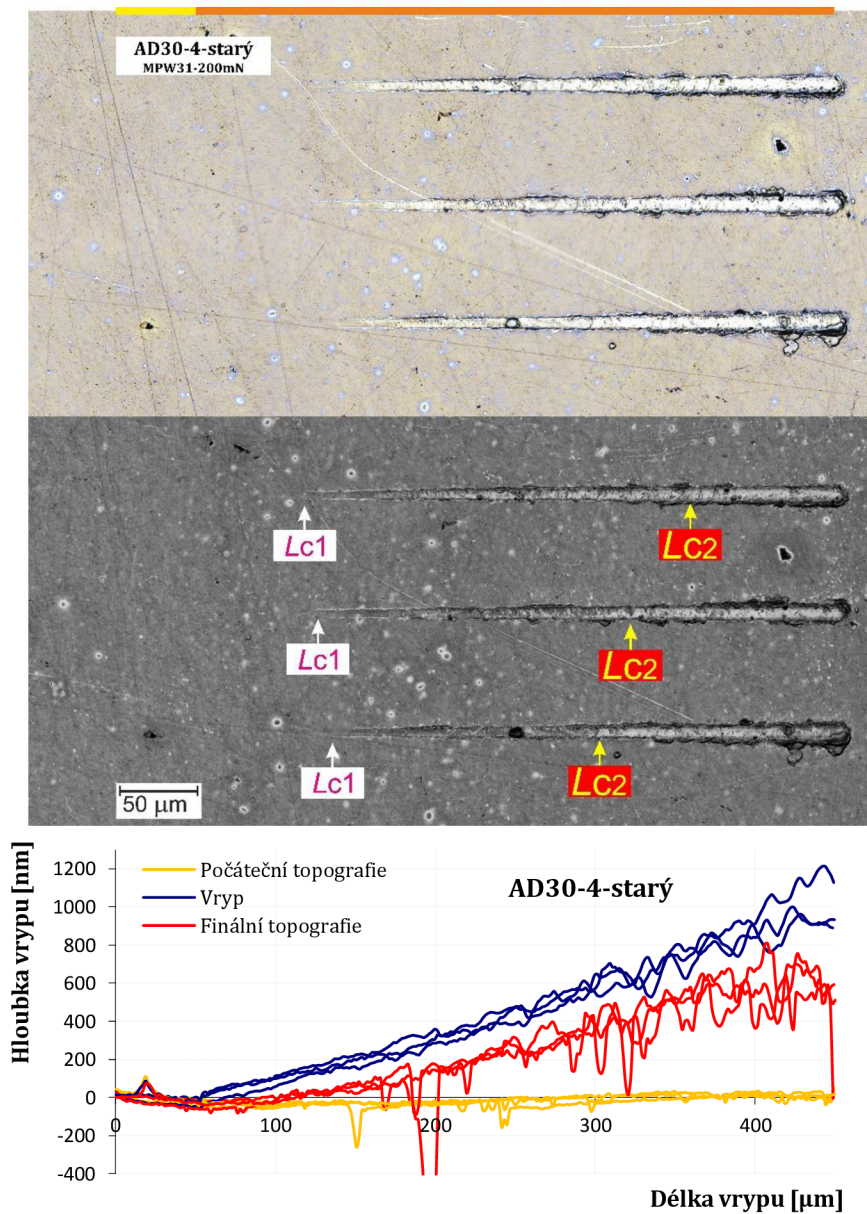 AD30-4-starý
MPW31-200mN
Lc1
Lc2
Lc1
Lc2
Lc1
Lc2
50 µm
Hloubka vrypu [nm]
1200
1000
800
600
400
200
0
-200
-400
Počáteční topografie
Vryp
Finální topografie
AD30-4-starý
0
100
200
300
400
Délka vrypu [µm]